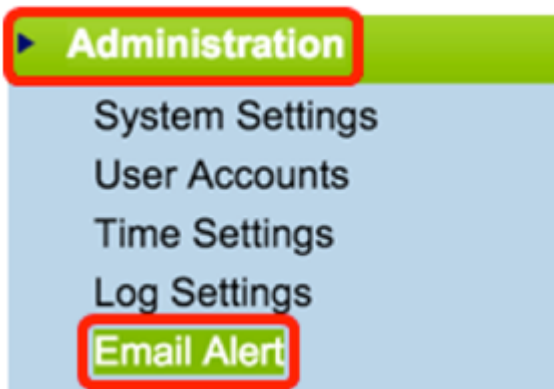 Administration
System Settings
User Accounts
Time Settings
Log Settings
Email Alert